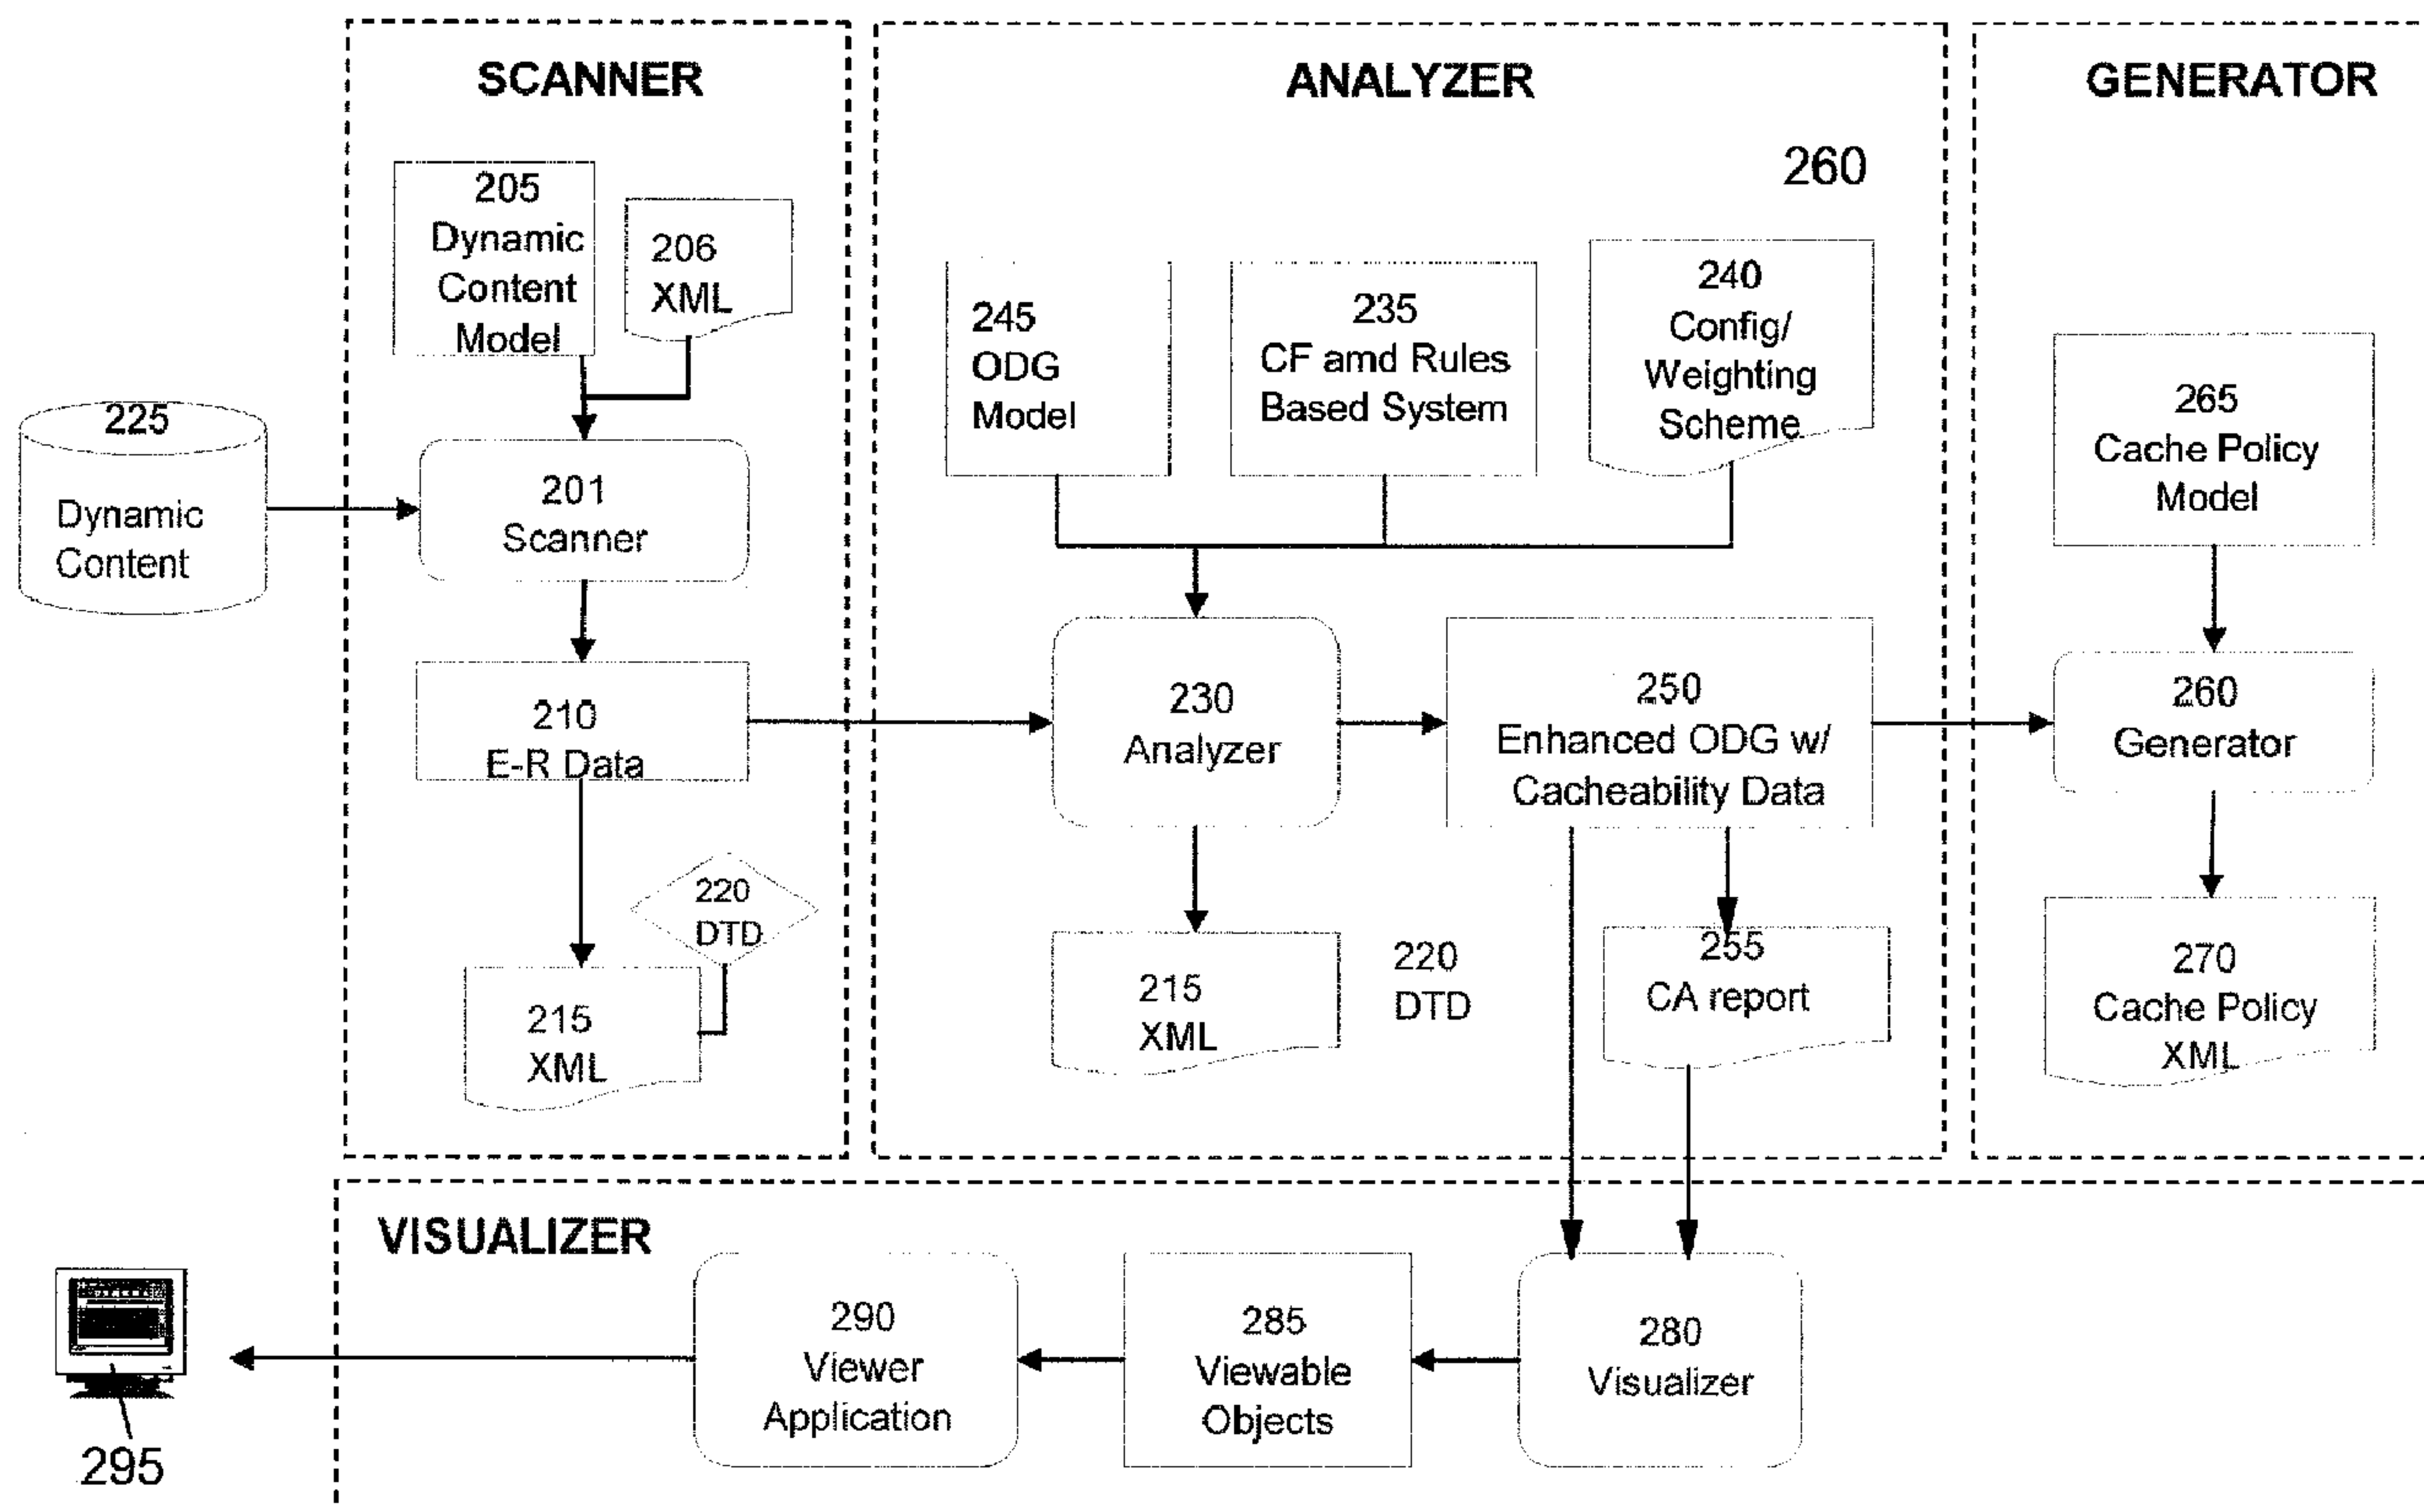 SCANNER
205
Dynamic
Content
Model
206
XML
225
Dynamic
Content
201
Scanner
210
E-R Data
220
DTD
215
XML
ANALYZER
260
245
ODG
Model
235
CF amd Rules
Based System
240
Config/
Weighting
Scheme
230
Analyzer
250
Enhanced ODG w/
Cacheability Data
215
XML
220
DTD
255
CA report
GENERATOR
265
Cache Policy
Model
260
Generator
270
Cache Policy
XML
VISUALIZER
290
Viewer
Application
285
Viewable
Objects
280
Visualizer
295